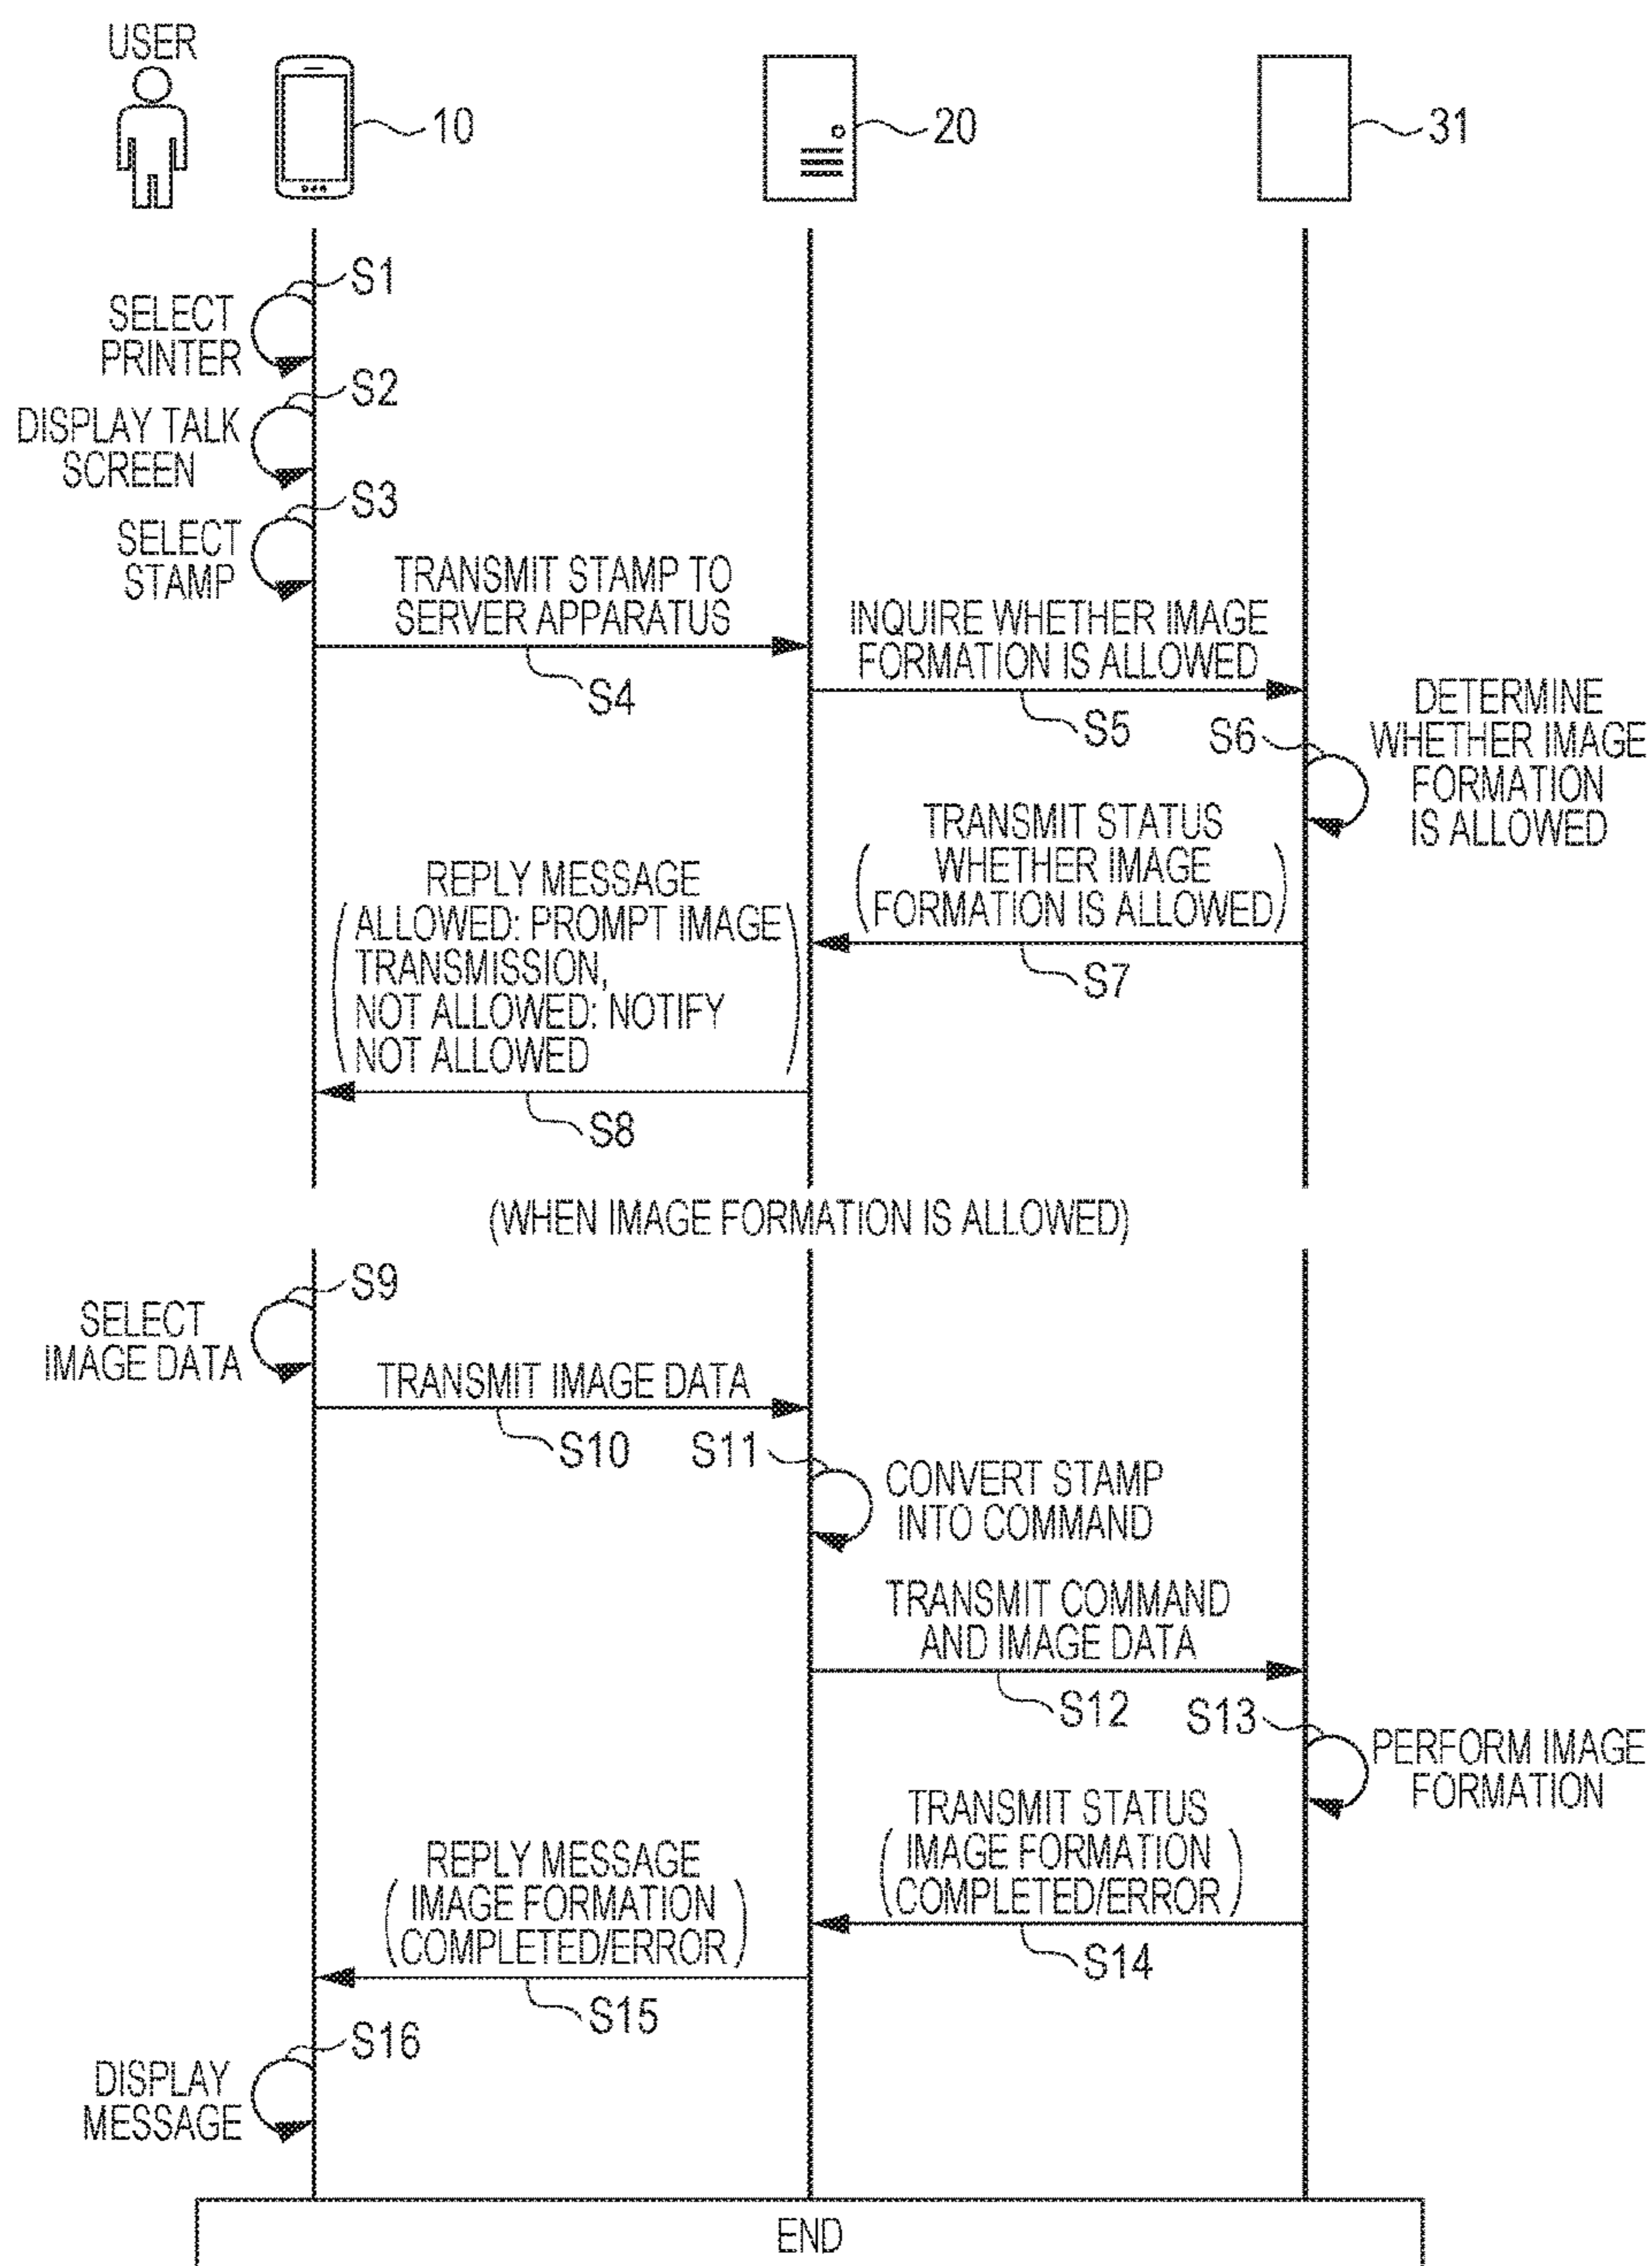 USER
10
20
31
S1
SELECT
PRINTER
S2
DISPLAY TALK
SCREEN
S3
SELECT
STAMP
TRANSMIT STAMP TO
SERVER APPARATUS
S4
INQUIRE WHETHER IMAGE
FORMATION IS ALLOWED
S5
S6
DETERMINE
WHETHER IMAGE
FORMATION
IS ALLOWED
TRANSMIT STATUS
(WHETHER IMAGE
FORMATION IS ALLOWED)
S7
REPLY MESSAGE
(ALLOWED: PROMPT IMAGE
TRANSMISSION,
NOT ALLOWED: NOTIFY
NOT ALLOWED)
S8
(WHEN IMAGE FORMATION IS ALLOWED)
S9
SELECT
IMAGE DATA
TRANSMIT IMAGE DATA
S10
S11
CONVERT STAMP
INTO COMMAND
TRANSMIT COMMAND
AND IMAGE DATA
S12
S13
PERFORM IMAGE
FORMATION
TRANSMIT STATUS
(IMAGE FORMATION
COMPLETED/ERROR)
S14
REPLY MESSAGE
(IMAGE FORMATION
COMPLETED/ERROR)
S15
S16
DISPLAY
MESSAGE
END